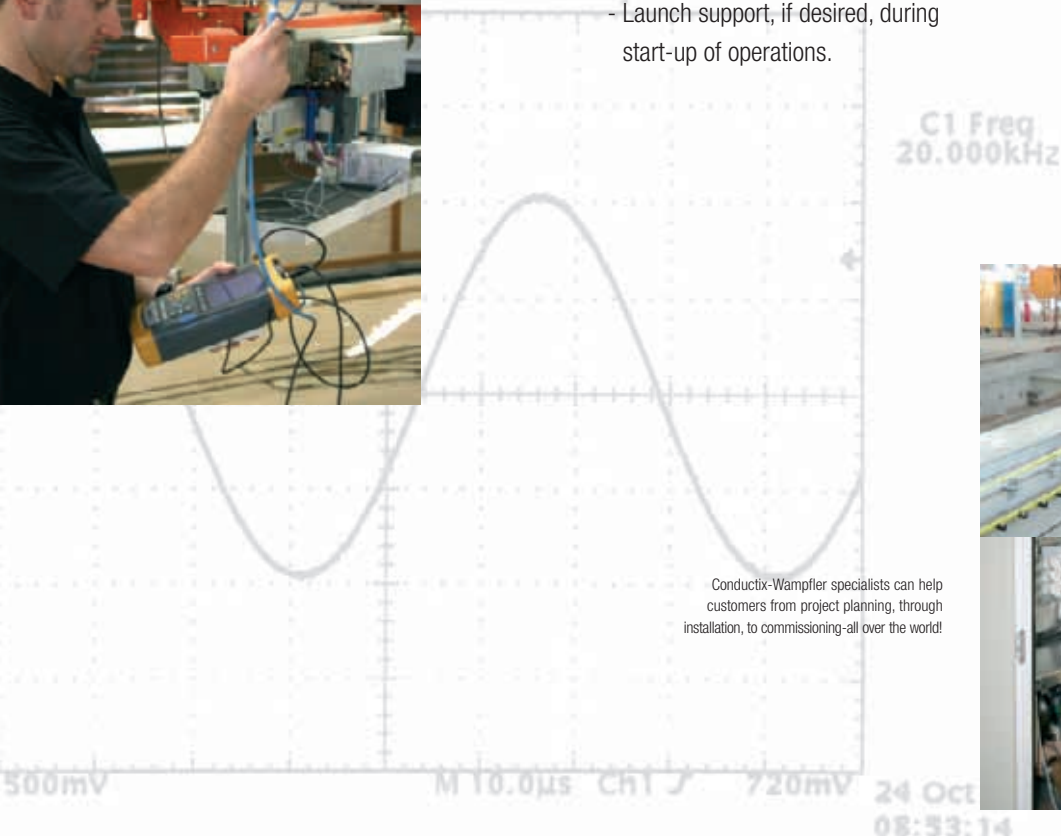 - Launch support, if desired, during
start-up of operations.
C1 Freq
20.000kHz
Conductix-Wampfler specialists can help
customers from project planning, through
installation, to commissioning-all over the world!
500mV
M 10.0µs Ch1 720mV
24 Oct
08:53:14